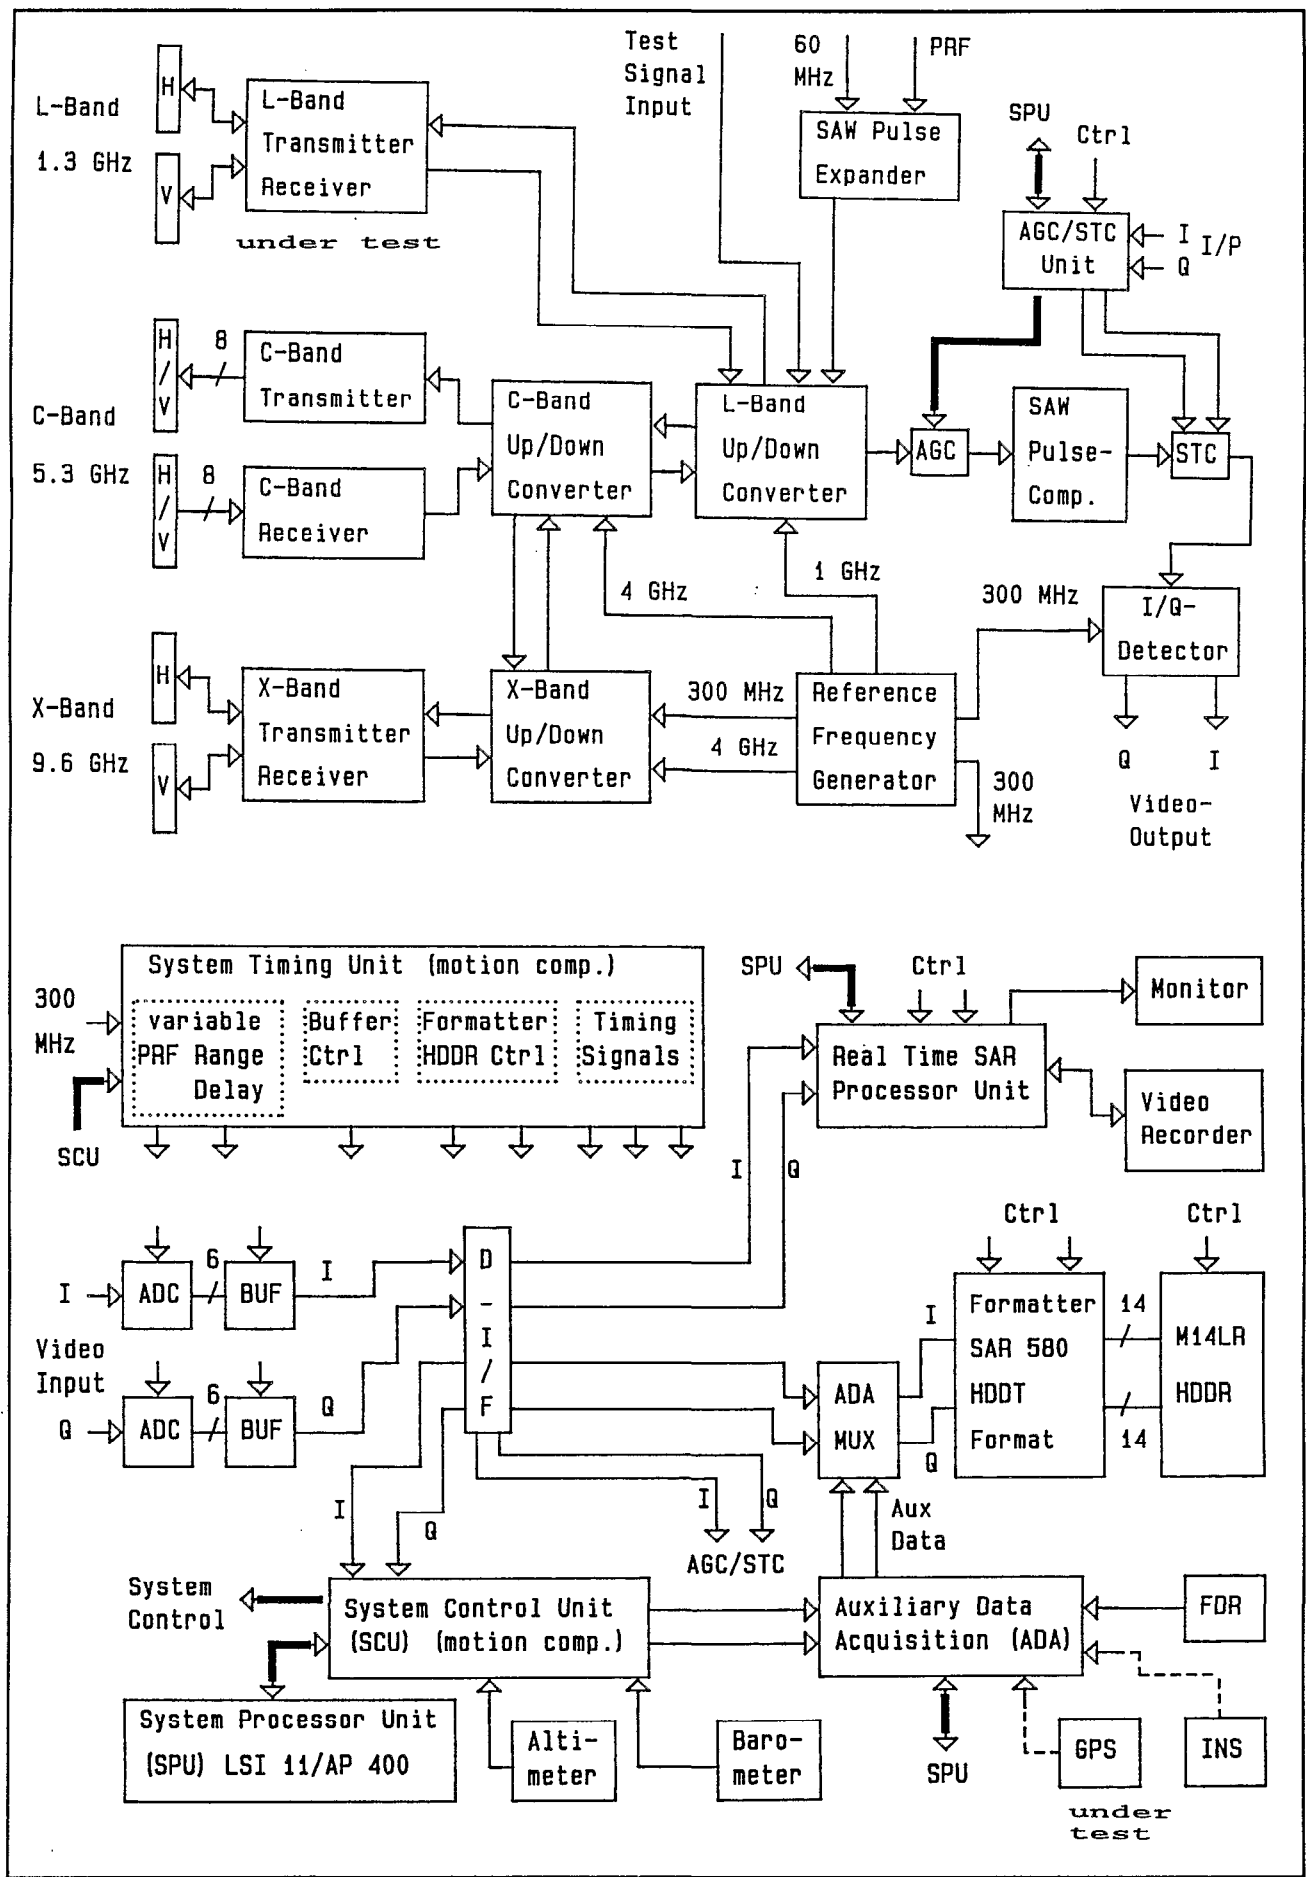 Test
Signal
Input
60
MHz
PRF
L-Band
1.3 GHz
H
V
L-Band
Transmitter
Receiver
under test
SAW Pulse
Expander
SPU
Ctrl
AGC/STC
Unit
I
Q
I/P
C-Band
5.3 GHz
H
/
V
8
C-Band
Transmitter
H
/
V
8
C-Band
Receiver
C-Band
Up/Down
Converter
L-Band
Up/Down
Converter
AGC
SAW
Pulse-
Comp.
STC
4 GHz
1 GHz
300 MHz
I/Q-
Detector
Q
I
Video-
Output
X-Band
9.6 GHz
H
V
X-Band
Transmitter
Receiver
X-Band
Up/Down
Converter
300 MHz
4 GHz
Reference
Frequency
Generator
300
MHz
System Timing Unit (motion comp.)
300
MHz
SCU
variable
PRF Range
Delay
Buffer
Ctrl
Formatter
HDDR Ctrl
Timing
Signals
SPU
Ctrl
Real Time SAR
Processor Unit
Monitor
Video
Recorder
I
Q
I
Video
Input
Q
ADC
6
BUF
I
ADC
6
BUF
Q
D
-
I
/
F
I
Q
I
Q
AGC/STC
ADA
MUX
I
Q
Ctrl
Ctrl
Formatter
SAR 580
HDDT
Format
14
14
M14LR
HDDR
Aux
Data
System
Control
System Control Unit
(SCU) (motion comp.)
Auxiliary Data
Acquisition (ADA)
FDR
System Processor Unit
(SPU) LSI 11/AP 400
Alti-
meter
Baro-
meter
SPU
GPS
INS
under
test